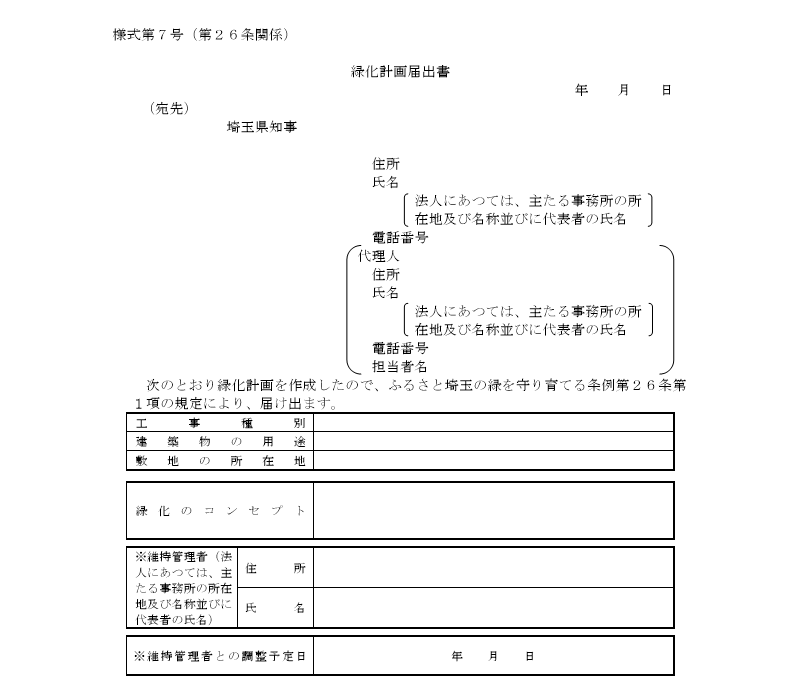 様式第７号（第２６条関係）
緑化計画届出書
年　月　日
（宛先）
埼玉県知事
住所
氏名
法人にあつては、主たる事務所の所
在地及び名称並びに代表者の氏名
電話番号
代理人
住所
氏名
法人にあつては、主たる事務所の所
在地及び名称並びに代表者の氏名
電話番号
担当者名
次のとおり緑化計画を作成したので、ふるさと埼玉の緑を守り育てる条例第２６条第
１項の規定により、届け出ます。
工事種別
建築物の用途
敷地の所在地
緑化のコンセプト
※維持管理者（法
人にあつては、主
たる事務所の所在
地及び名称並びに
代表者の氏名）
住所
氏名
※維持管理者との調整予定日
年　月　日